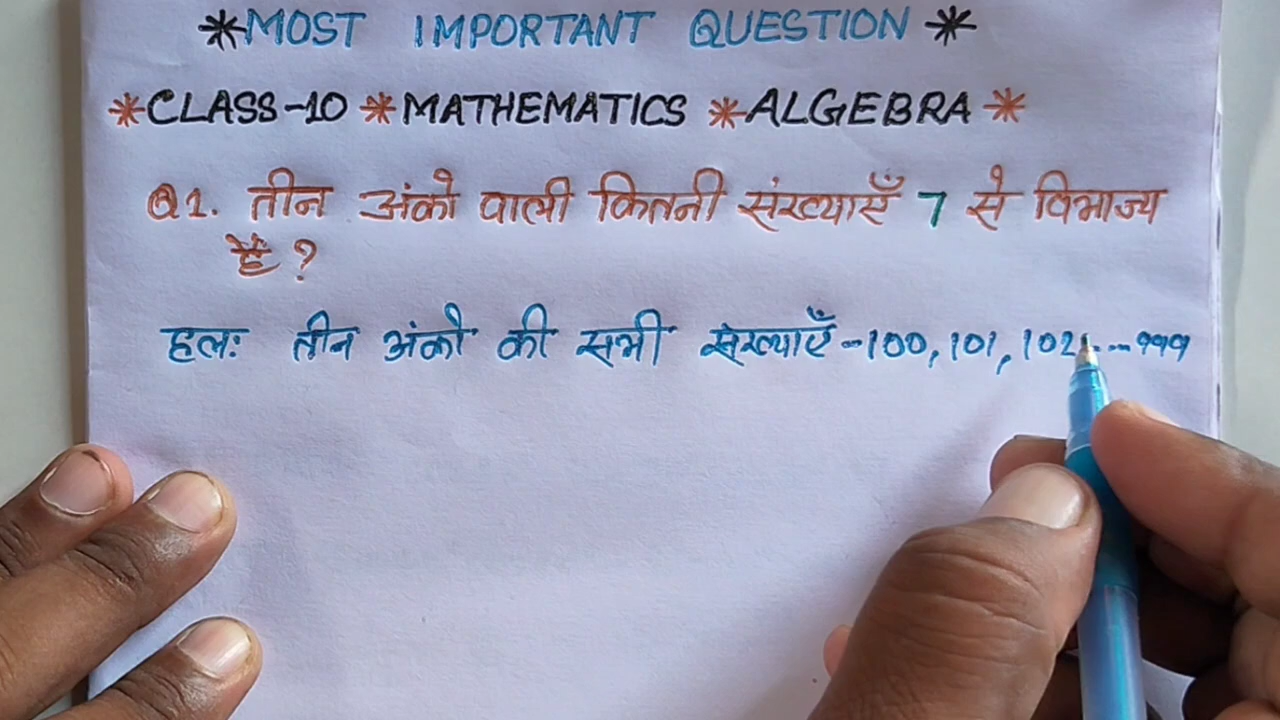 *MOST IMPORTANT QUESTION *
*CLASS-10 *MATHEMATICS *ALGEBRA *
Q1. तीन अंको वाली कितनी संख्याएँ 7 से विभाज्य
हैं ?
हलः तीन अंको की सभी संख्याएँ -100, 101, 102, ... 999